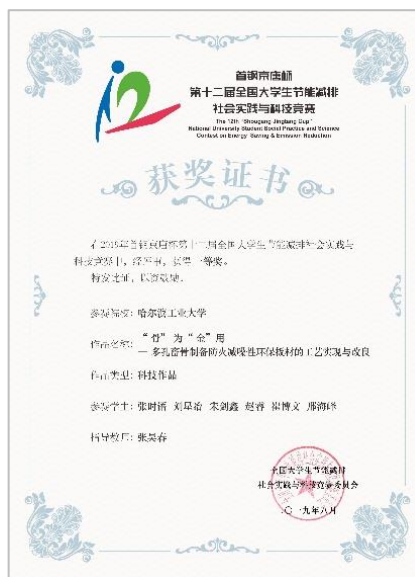 首钢京唐杯
第十二届全国大学生节能减排
社会实践与科技竞赛
The 12th "Shougang Jingtang Cup"
National University Student Social Practice and Science
Contest on Energy Saving & Emission Reduction
获奖证书
在2019年首钢京唐杯第十二届全国大学生节能减排社会实践与
科技竞赛中,经评审,获得一等奖。
特发此证,以资鼓励。
参赛院校:哈尔滨工业大学
作品名称:“骨”为“金”用
—多孔畜骨制备防火减噪性环保板材的工艺实现与改良
作品类型:科技作品
参赛学生:张时雨 刘 朱剑鑫 赵睿 崔博文 邢海峰
指导教师:张昊春
全国大学生节能减排
社会实践与科技竞赛委员会
二〇一九年八月